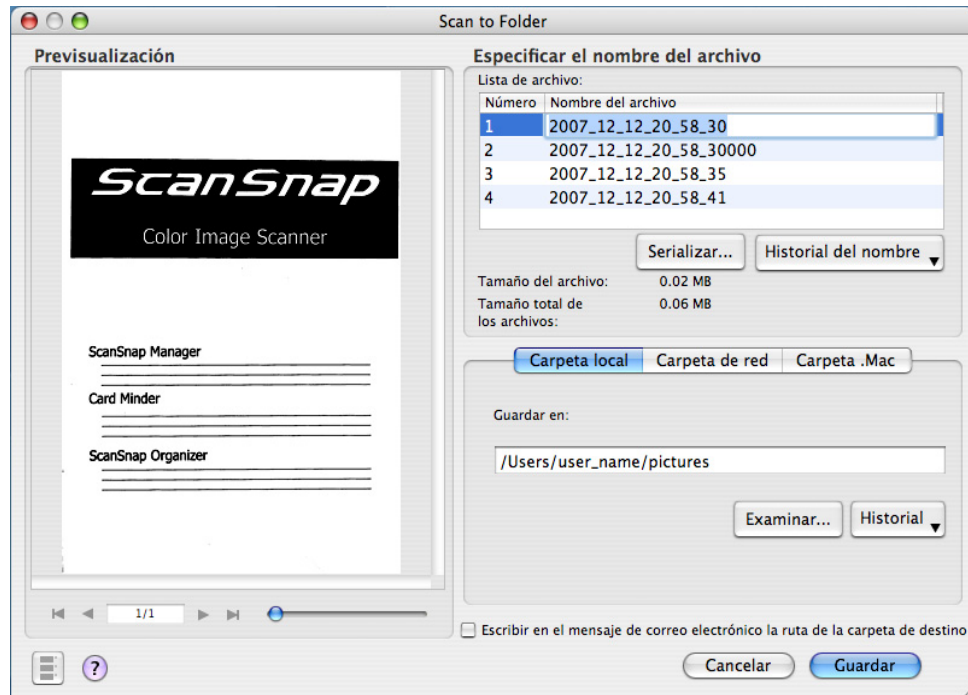 Scan to Folder
Previsualización
ScanSnap
Color Image Scanner
ScanSnap Manager
Card Minder
ScanSnap Organizer
1/1
?
Especificar el nombre del archivo
Lista de archivo:
Número Nombre del archivo
1 2007_12_12_20_58_30
2 2007_12_12_20_58_30000
3 2007_12_12_20_58_35
4 2007_12_12_20_58_41
Serializar... Historial del nombre
Tamaño del archivo: 0.02 MB
Tamaño total de 0.06 MB
los archivos:
Carpeta local Carpeta de red Carpeta .Mac
Guardar en:
/Users/user_name/pictures
Examinar... Historial
Escribir en el mensaje de correo electrónico la ruta de la carpeta de destino
Cancelar Guardar